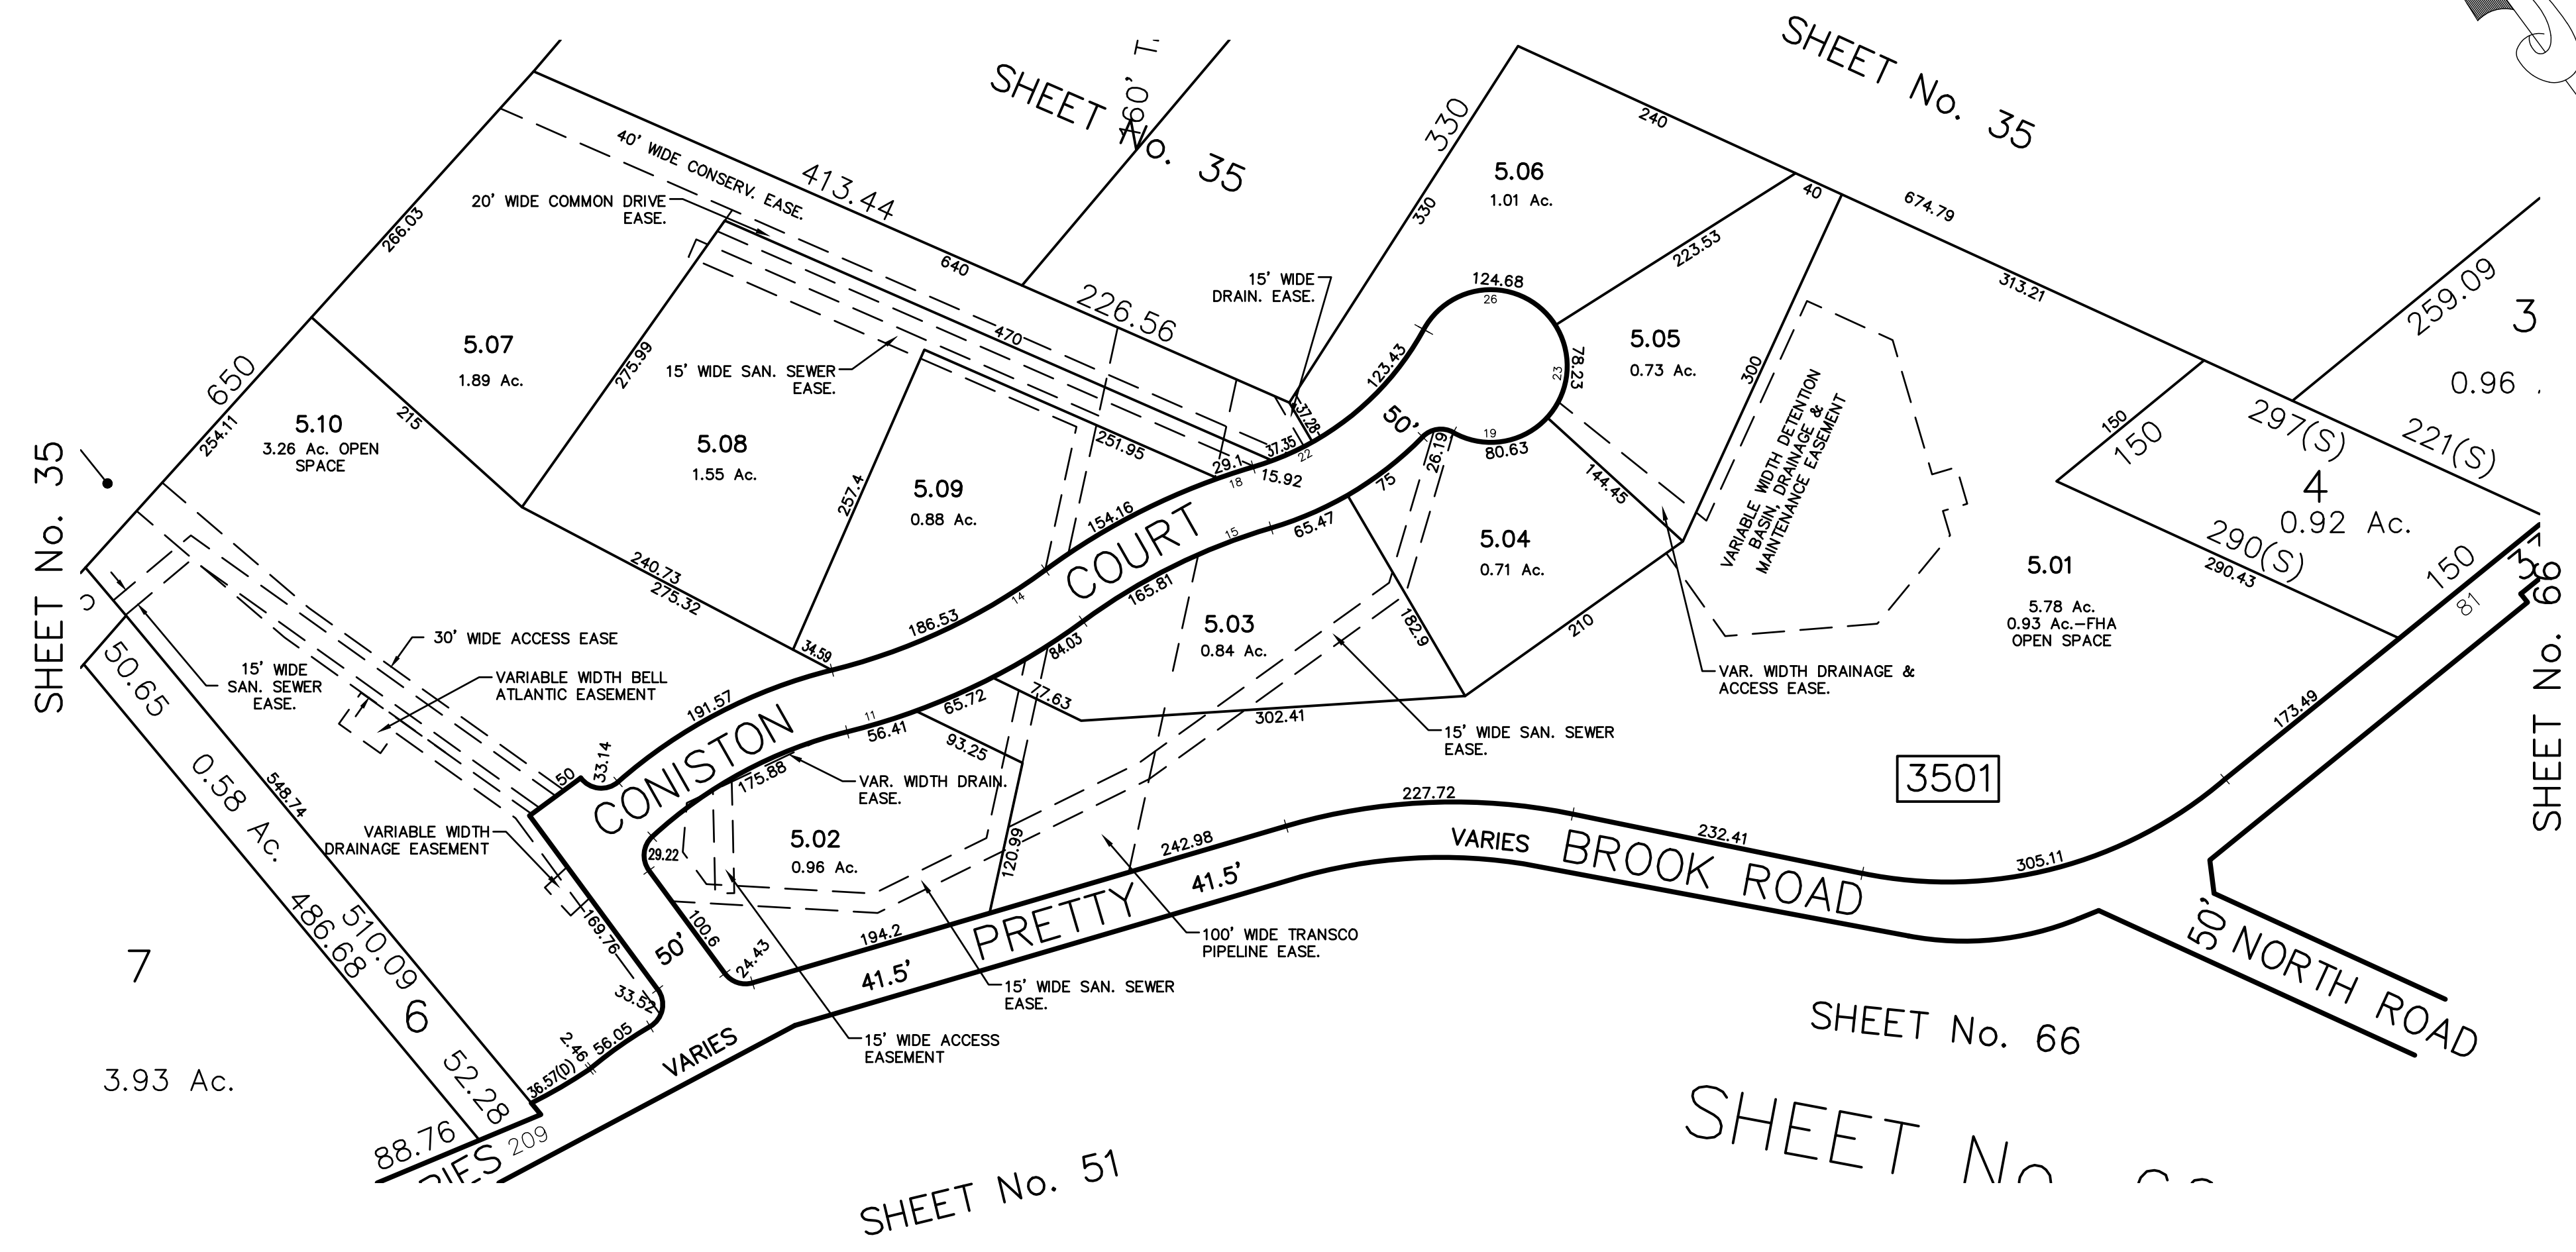 SHEET No. 35
SHEET No. 35
SHEET No. 35
40' WIDE CONSERV. EASE.
413.44
20' WIDE COMMON DRIVE
EASE.
266.03
640
226.56
15' WIDE
DRAIN. EASE.
330
330
240
5.06
1.01 Ac.
40
674.79
223.53
313.21
259.09
3
0.96
124.68
26
5.05
0.73 Ac.
78.23
23
300
650
254.11
5.07
1.89 Ac.
215
275.99
470
15' WIDE SAN. SEWER
EASE.
5.10
3.26 Ac. OPEN
SPACE
5.08
1.55 Ac.
257.4
5.09
0.88 Ac.
251.95
37.28
37.35
22
29.1
18
15.92
123.43
50'
26.19
19
80.63
144.45
VARIABLE WIDTH DETENTION
BASIN, DRAINAGE &
MAINTENANCE EASEMENT
150
150
297(S)
221(S)
4
0.92 Ac.
290(S)
290.43
150
81
SHEET No. 66
154.16
15
65.47
75
5.04
0.71 Ac.
210
182.9
5.01
5.78 Ac.
0.93 Ac.-FHA
OPEN SPACE
240.73
275.32
34.59
186.53
14
CONISTON COURT
165.81
84.03
5.03
0.84 Ac.
77.63
302.41
VAR. WIDTH DRAINAGE &
ACCESS EASE.
15' WIDE SAN. SEWER
EASE.
30' WIDE ACCESS EASE
VARIABLE WIDTH BELL
ATLANTIC EASEMENT
15' WIDE
SAN. SEWER
EASE.
191.57
33.14
50
11
56.41
65.72
93.25
175.88
VAR. WIDTH DRAIN.
EASE.
173.49
3501
50.65
0.58 Ac.
548.74
510.09
486.68
6
52.28
VARIABLE WIDTH
DRAINAGE EASEMENT
29.22
5.02
0.96 Ac.
120.99
242.98
227.72
VARIES
232.41
305.11
PRETTY BROOK ROAD
41.5'
41.5'
194.2
100.6
24.43
50'
169.76
33.52
100' WIDE TRANSCO
PIPELINE EASE.
15' WIDE SAN. SEWER
EASE.
15' WIDE ACCESS
EASEMENT
50'
NORTH ROAD
7
3.93 Ac.
2.46
56.05
36.57(D)
VARIES
88.76
209
SHEET No. 66
SHEET No. 51
SHEET